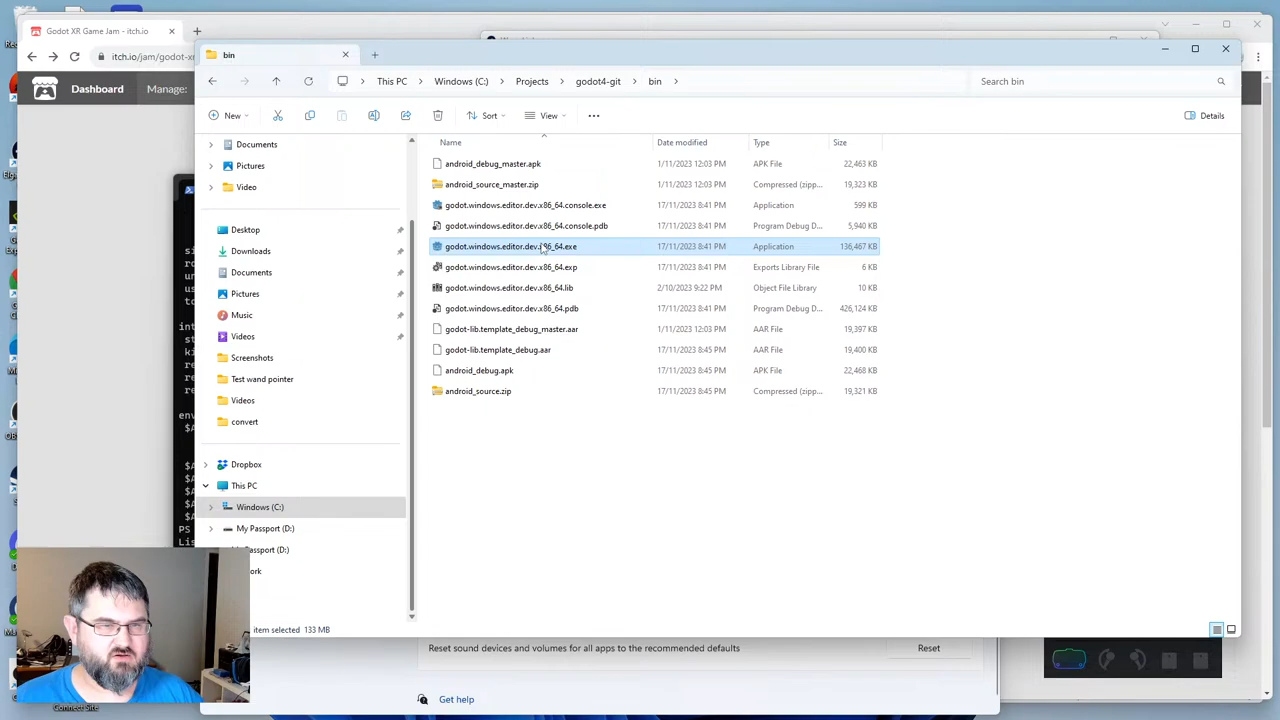 Godot XR Game Jam - itch.io
itch.io/jam/godot-xr
Dashboard
Manage:
bin
This PC
Windows (C:)
Projects
godot4-git
bin
Search bin
New
Sort
View
Details
Documents
Pictures
Video
Desktop
Downloads
Documents
Pictures
Music
Videos
Screenshots
Test wand pointer
Videos
convert
Dropbox
This PC
Windows (C:)
My Passport (D:)
Passport (D:)
Name Date modified Type Size
android_debug_master.apk 1/11/2023 12:03 PM APK File 22,463 KB
android_source_master.zip 1/11/2023 12:03 PM Compressed (zipp... 19,323 KB
godot.windows.editor.dev.x86_64.console.exe 17/11/2023 8:41 PM Application 599 KB
godot.windows.editor.dev.x86_64.console.pdb 17/11/2023 8:41 PM Program Debug D... 5,940 KB
godot.windows.editor.dev.x86_64.exe 17/11/2023 8:41 PM Application 136,467 KB
godot.windows.editor.dev.x86_64.exp 17/11/2023 8:41 PM Exports Library File 6 KB
godot.windows.editor.dev.x86_64.lib 2/10/2023 9:22 PM Object File Library 10 KB
godot.windows.editor.dev.x86_64.pdb 17/11/2023 8:41 PM Program Debug D... 426,124 KB
godot-lib.template_debug_master.aar 1/11/2023 12:03 PM AAR File 19,397 KB
godot-lib.template_debug.aar 17/11/2023 8:45 PM AAR File 19,400 KB
android_debug.apk 17/11/2023 8:45 PM APK File 22,468 KB
android_source.zip 17/11/2023 8:45 PM Compressed (zipp... 19,321 KB
item selected 133 MB
Reset sound devices and volumes for all apps to the recommended defaults
Reset
Get help
Connect Site